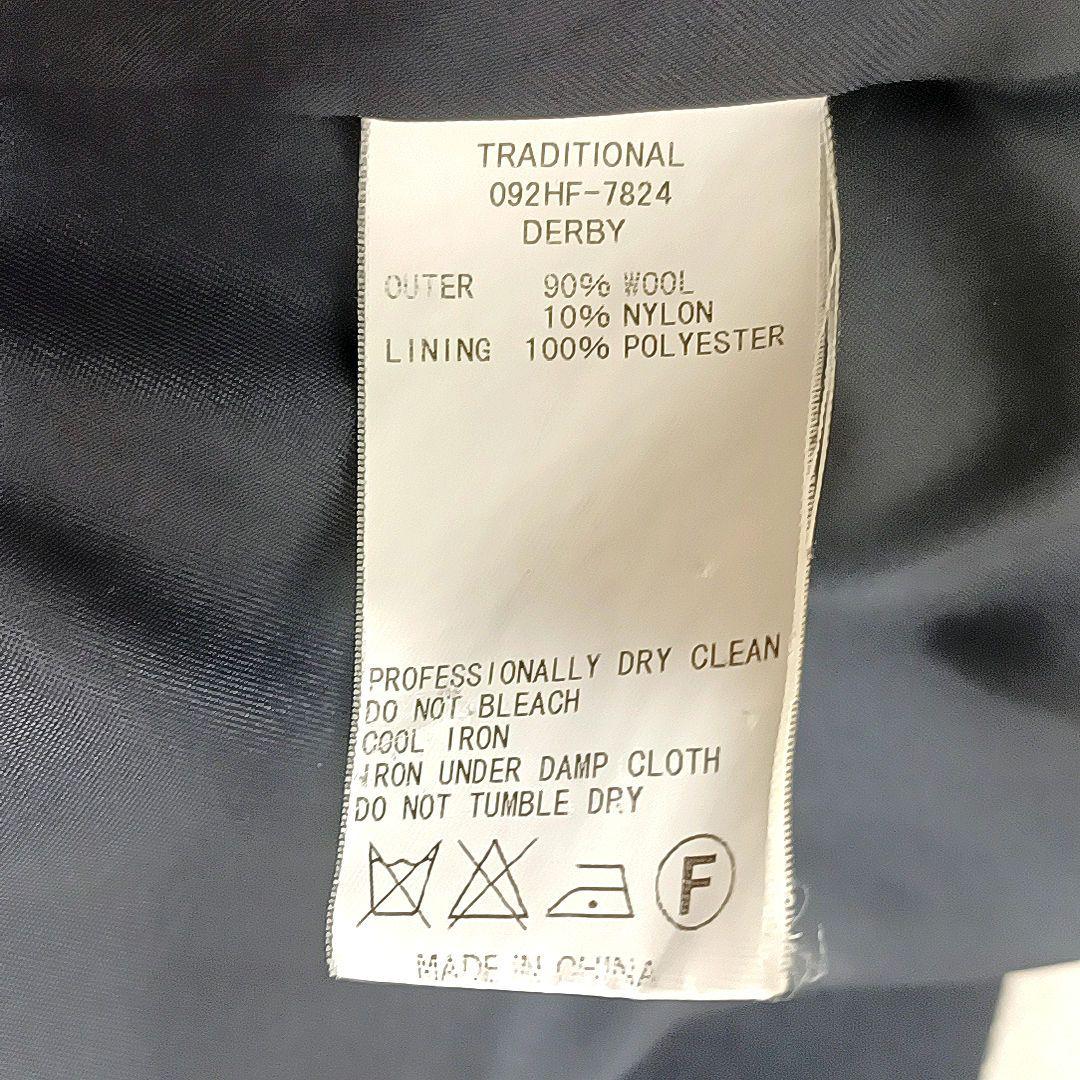 TRADITIONAL
092HF-7824
DERBY
OUTER 90% WOOL
10% NYLON
LINING 100% POLYESTER
PROFESSIONALLY DRY CLEAN
DO NOT BLEACH
COOL IRON
IRON UNDER DAMP CLOTH
DO NOT TUMBLE DRY
F
MADE IN CHINA